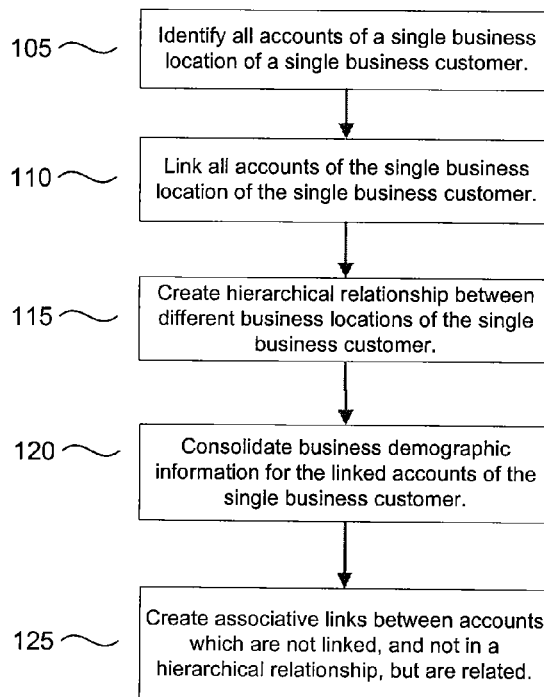 105
Identify all accounts of a single business
location of a single business customer.
110
Link all accounts of the single business
location of the single business customer.
115
Create hierarchical relationship between
different business locations of the single
business customer.
120
Consolidate business demographic
information for the linked accounts of the
single business customer.
125
Create associative links between accounts
which are not linked, and not in a
hierarchical relationship, but are related.